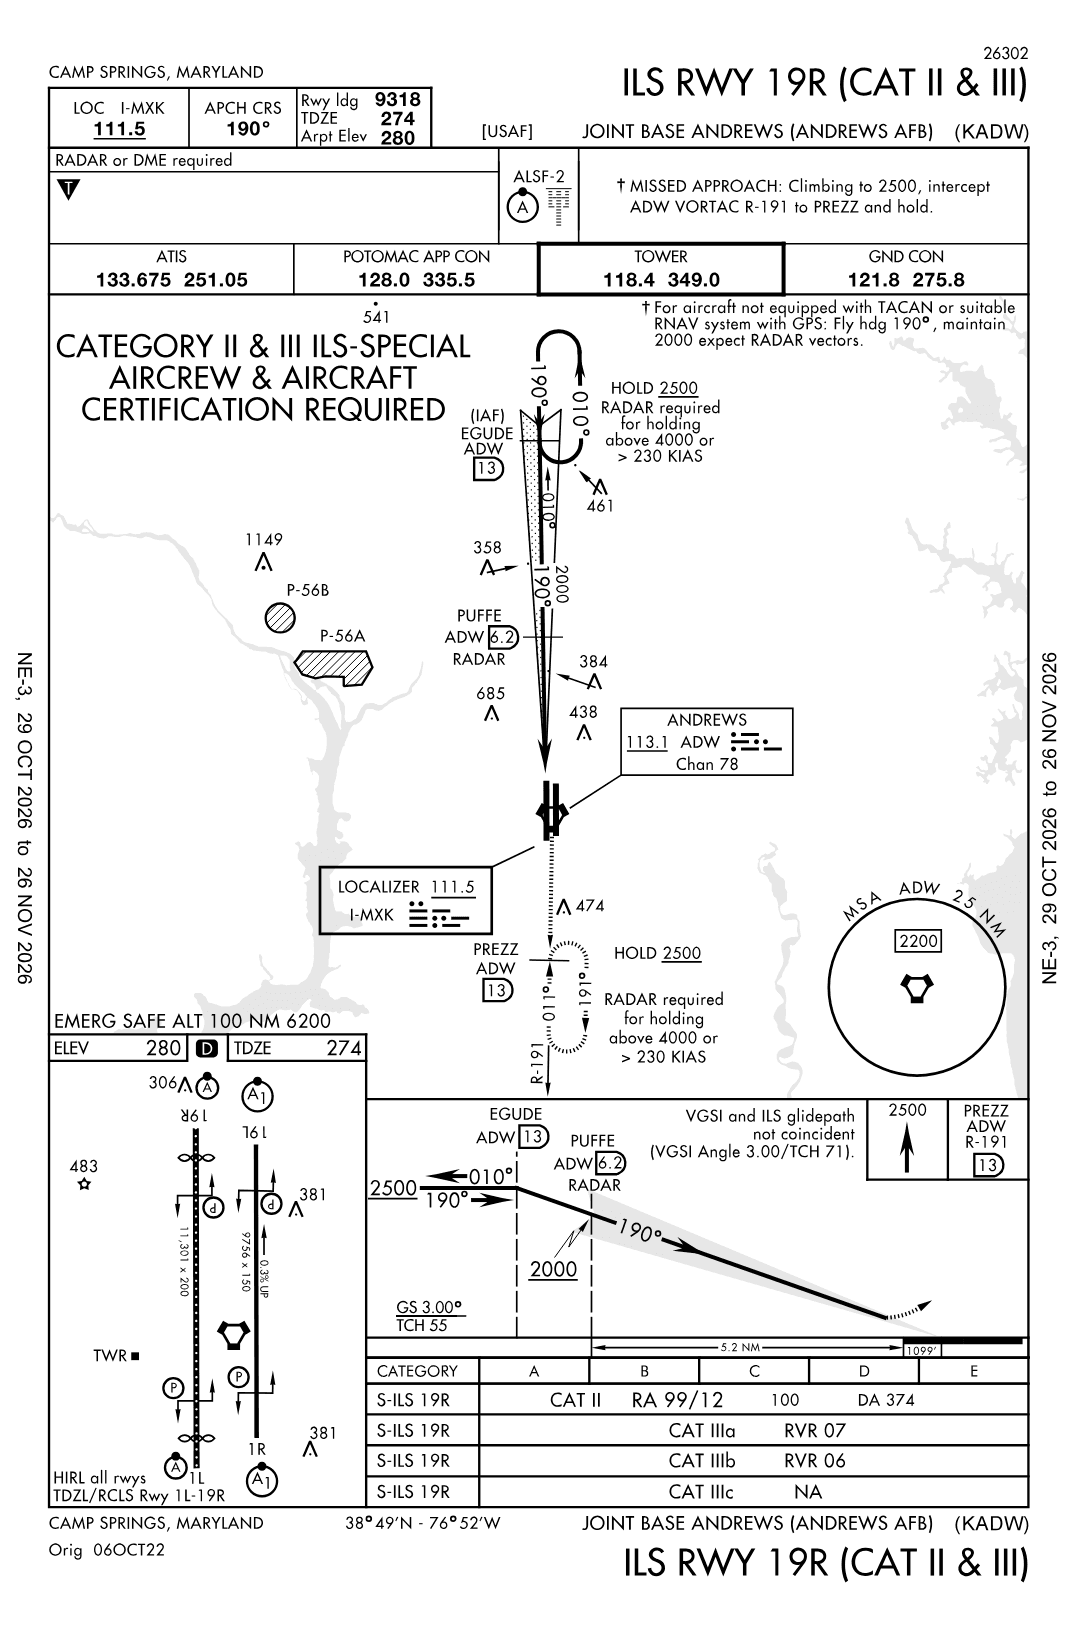 26302
CAMP SPRINGS, MARYLAND
ILS RWY 19R (CAT II & III)
LOC I-MXK
111.5
APCH CRS
190°
Rwy ldg 9318
TDZE 274
Arpt Elev 280
[USAF]
JOINT BASE ANDREWS (ANDREWS AFB) (KADW)
RADAR or DME required
T
ALSF-2
A
† MISSED APPROACH: Climbing to 2500, intercept
ADW VORTAC R-191 to PREZZ and hold.
ATIS
133.675 251.05
POTOMAC APP CON
128.0 335.5
TOWER
118.4 349.0
GND CON
121.8 275.8
541
† For aircraft not equipped with TACAN or suitable
RNAV system with GPS: Fly hdg 190°, maintain
2000 expect RADAR vectors.
CATEGORY II & III ILS-SPECIAL
AIRCREW & AIRCRAFT
CERTIFICATION REQUIRED
190°
010°
HOLD 2500
RADAR required
for holding
above 4000 or
> 230 KIAS
(IAF)
EGUDE
ADW
13
461
010°
1149
358
190°
2000
P-56B
P-56A
PUFFE
ADW 6.2
RADAR
384
685
438
ANDREWS
113.1 ADW
Chan 78
LOCALIZER 111.5
I-MXK
474
PREZZ
ADW
13
HOLD 2500
011°
191°
RADAR required
for holding
above 4000 or
> 230 KIAS
R-191
MSA ADW 25 NM
2200
NE-3, 29 OCT 2026 to 26 NOV 2026
NE-3, 29 OCT 2026 to 26 NOV 2026
EMERG SAFE ALT 100 NM 6200
ELEV 280
D
TDZE 274
306
A
A1
19R
19L
483
P
P
381
11,301 x 200
9756 x 150
0.3% UP
TWR
P
P
381
1R
A
1L
A1
HIRL all rwys
TDZL/RCLS Rwy 1L-19R
EGUDE
ADW 13
PUFFE
ADW 6.2
RADAR
VGSI and ILS glidepath
not coincident
(VGSI Angle 3.00/TCH 71).
2500
PREZZ
ADW
R-191
13
2500
010°
190°
190°
2000
GS 3.00°
TCH 55
5.2 NM
1099'
CATEGORY A B C D E
S-ILS 19R CAT II RA 99/12 100 DA 374
S-ILS 19R CAT IIIa RVR 07
S-ILS 19R CAT IIIb RVR 06
S-ILS 19R CAT IIIc NA
CAMP SPRINGS, MARYLAND
38°49'N - 76°52'W
JOINT BASE ANDREWS (ANDREWS AFB) (KADW)
Orig 06OCT22
ILS RWY 19R (CAT II & III)